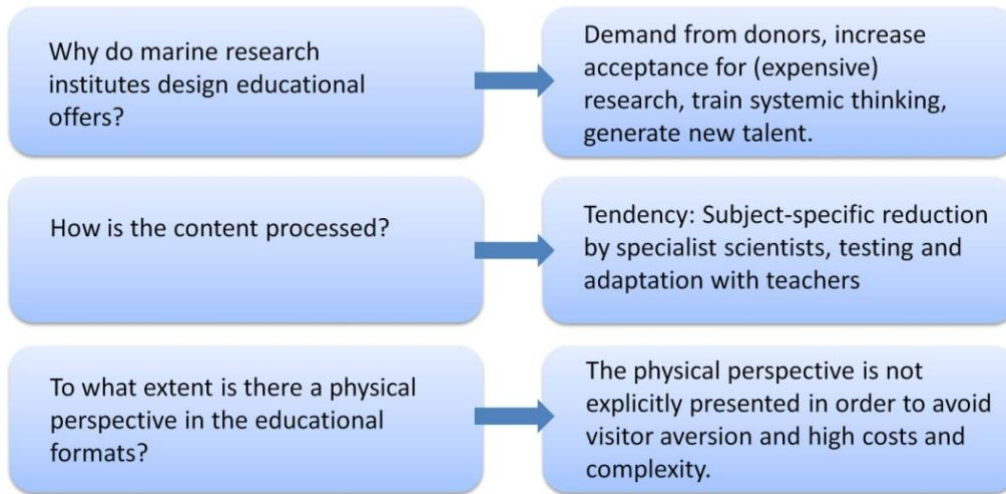 Why do marine research
institutes design educational
offers?
Demand from donors, increase
acceptance for (expensive)
research, train systemic thinking,
generate new talent.
How is the content processed?
Tendency: Subject-specific reduction
by specialist scientists, testing and
adaptation with teachers
To what extent is there a physical
perspective in the educational
formats?
The physical perspective is not
explicitly presented in order to avoid
visitor aversion and high costs and
complexity.